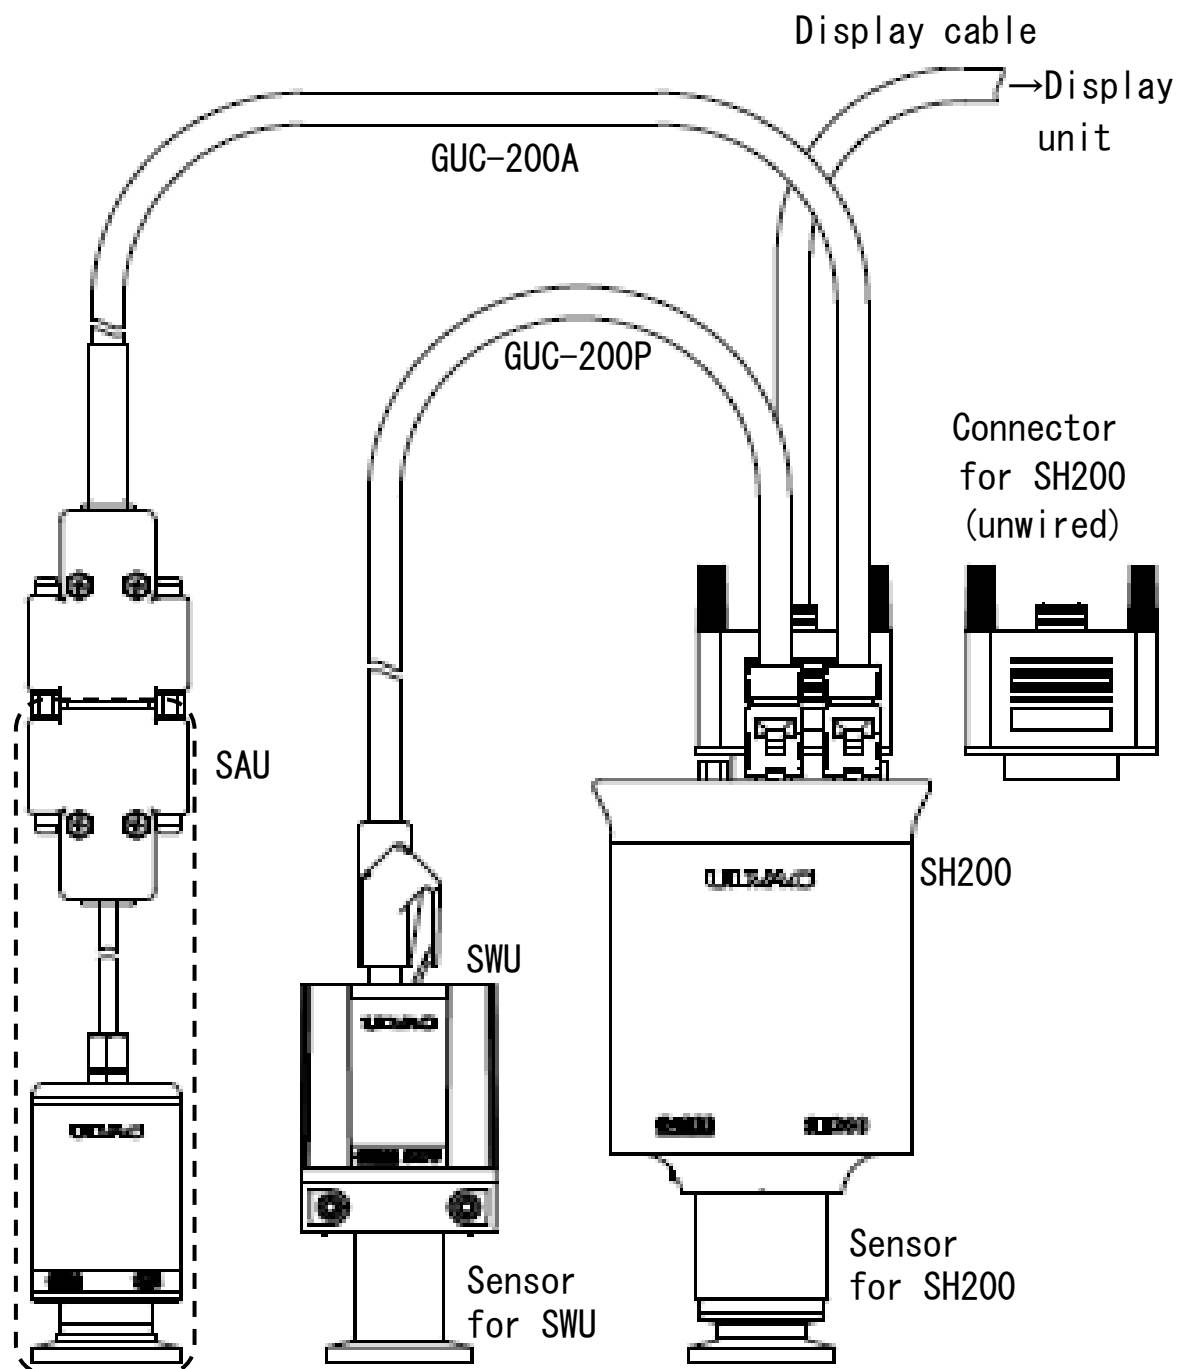 Display cable
→Display
unit
GUC-200A
GUC-200P
Connector
for SH200
(unwired)
SAU
ULVAC
SH200
SWU
Sensor
for SH200
Sensor
for SWU